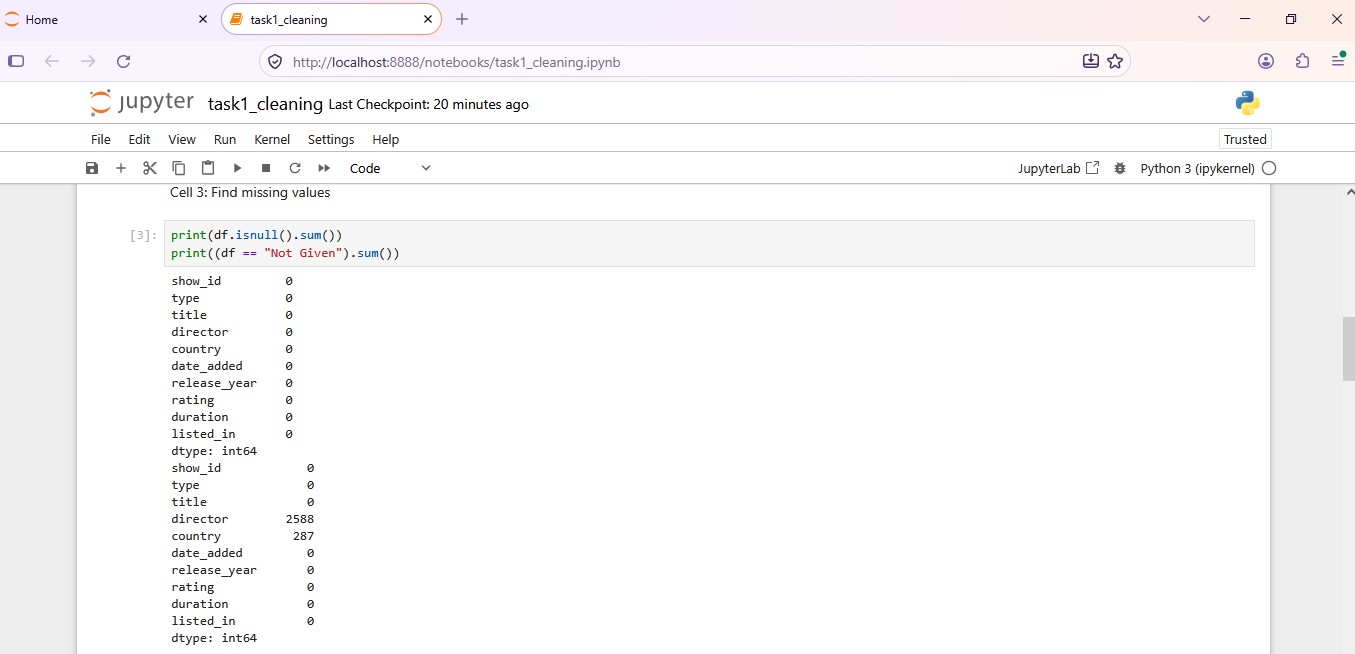 Home
task1_cleaning
http://localhost:8888/notebooks/task1_cleaning.ipynb
jupyter task1_cleaning Last Checkpoint: 20 minutes ago
File Edit View Run Kernel Settings Help
Trusted
Code
JupyterLab
Python 3 (ipykernel)
Cell 3: Find missing values
[3]: print(df.isnull().sum())
print((df == "Not Given").sum())
show_id 0
type 0
title 0
director 0
country 0
date_added 0
release_year 0
rating 0
duration 0
listed_in 0
dtype: int64
show_id 0
type 0
title 0
director 2588
country 287
date_added 0
release_year 0
rating 0
duration 0
listed_in 0
dtype: int64